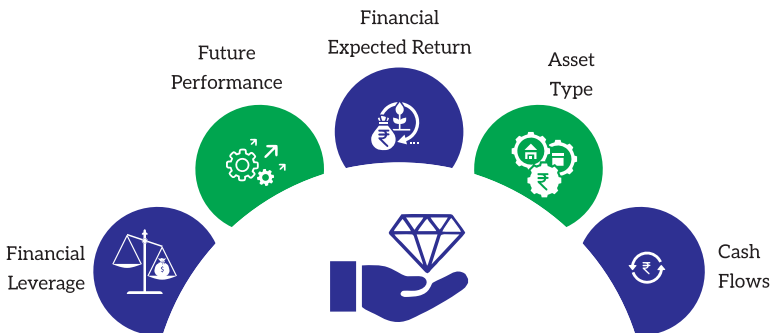 Financial
Expected Return
Future
Performance
Asset
Type
Financial
Leverage
Cash
Flows
₹
₹
$
₹